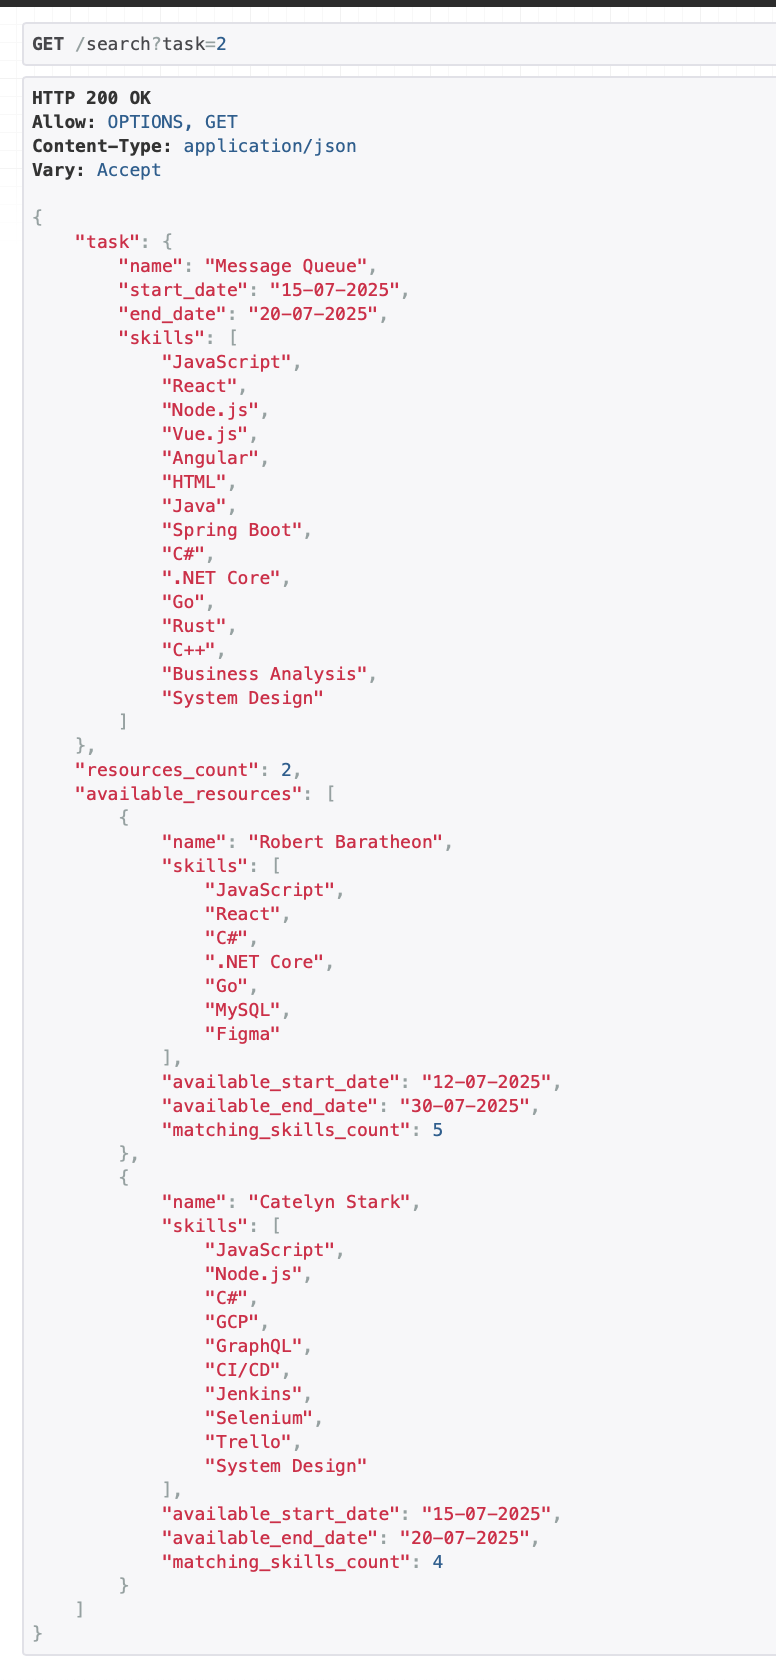 GET /search?task=2
HTTP 200 OK
Allow: OPTIONS, GET
Content-Type: application/json
Vary: Accept
{
    "task": {
        "name": "Message Queue",
        "start_date": "15-07-2025",
        "end_date": "20-07-2025",
        "skills": [
            "JavaScript",
            "React",
            "Node.js",
            "Vue.js",
            "Angular",
            "HTML",
            "Java",
            "Spring Boot",
            "C#",
            ".NET Core",
            "Go",
            "Rust",
            "C++",
            "Business Analysis",
            "System Design"
        ]
    },
    "resources_count": 2,
    "available_resources": [
        {
            "name": "Robert Baratheon",
            "skills": [
                "JavaScript",
                "React",
                "C#",
                ".NET Core",
                "Go",
                "MySQL",
                "Figma"
            ],
            "available_start_date": "12-07-2025",
            "available_end_date": "30-07-2025",
            "matching_skills_count": 5
        },
        {
            "name": "Catelyn Stark",
            "skills": [
                "JavaScript",
                "Node.js",
                "C#",
                "GCP",
                "GraphQL",
                "CI/CD",
                "Jenkins",
                "Selenium",
                "Trello",
                "System Design"
            ],
            "available_start_date": "15-07-2025",
            "available_end_date": "20-07-2025",
            "matching_skills_count": 4
        }
    ]
}